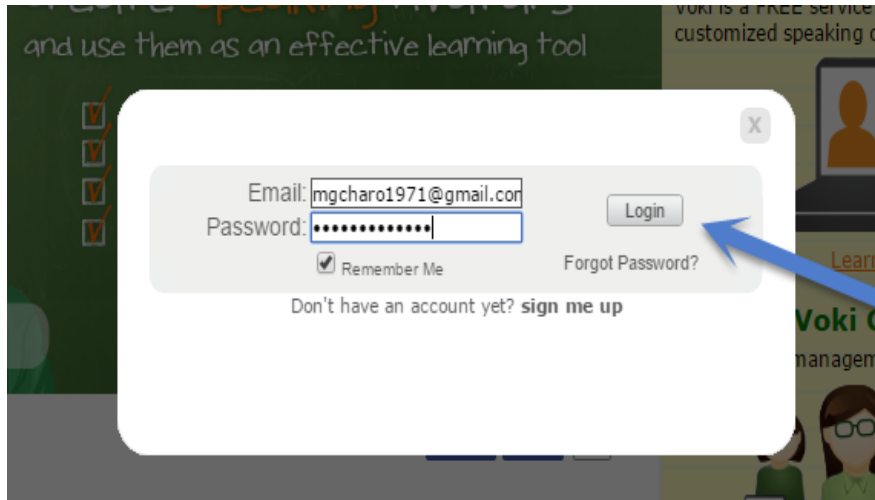 and use them as an effective learning tool
Voki is a FREE service
customized speaking
X
Email: mgcharo1971@gmail.com
Password: •••••••••••••
Login
Remember Me
Forgot Password?
Don't have an account yet? sign me up
Learn
Voki
managem